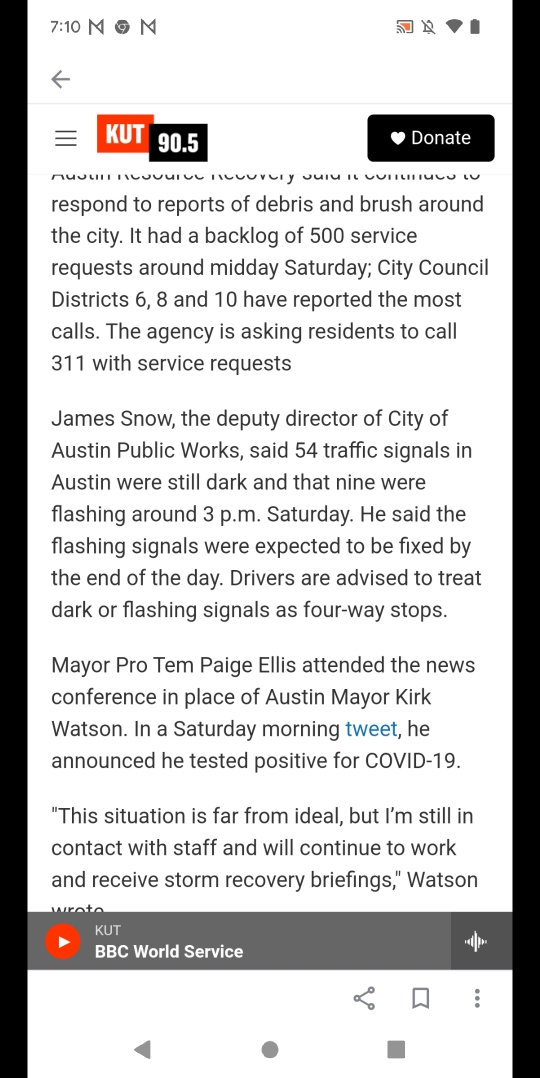 7:10
KUT 90.5
Donate
Austin Resource Recovery said it continues to
respond to reports of debris and brush around
the city. It had a backlog of 500 service
requests around midday Saturday; City Council
Districts 6, 8 and 10 have reported the most
calls. The agency is asking residents to call
311 with service requests
James Snow, the deputy director of City of
Austin Public Works, said 54 traffic signals in
Austin were still dark and that nine were
flashing around 3 p.m. Saturday. He said the
flashing signals were expected to be fixed by
the end of the day. Drivers are advised to treat
dark or flashing signals as four-way stops.
Mayor Pro Tem Paige Ellis attended the news
conference in place of Austin Mayor Kirk
Watson. In a Saturday morning tweet, he
announced he tested positive for COVID-19.
"This situation is far from ideal, but I’m still in
contact with staff and will continue to work
and receive storm recovery briefings," Watson
wrote
KUT
BBC World Service